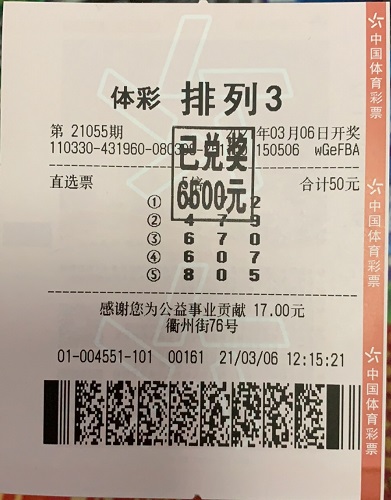 体彩 排列3
第 21055期 年03月06日开奖
110330-431960-080 150506 wGeFBA
已兑奖
6500元
直选票 合计50元
① 2
② 4 7 9
③ 6 7 0
④ 6 0 7
⑤ 8 0 5
感谢您为公益事业贡献 17.00元
衢州街76号
01-004551-101 00161 21/03/06 12:15:21
中国体育彩票
中国体育彩票
中国体育彩票